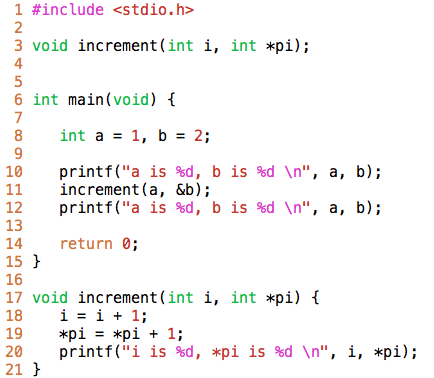 1 #include <stdio.h>
2
3 void increment(int i, int *pi);
4
5
6 int main(void) {
7
8    int a = 1, b = 2;
9
10    printf("a is %d, b is %d \n", a, b);
11    increment(a, &b);
12    printf("a is %d, b is %d \n", a, b);
13
14    return 0;
15 }
16
17 void increment(int i, int *pi) {
18    i = i + 1;
19    *pi = *pi + 1;
20    printf("i is %d, *pi is %d \n", i, *pi);
21 }